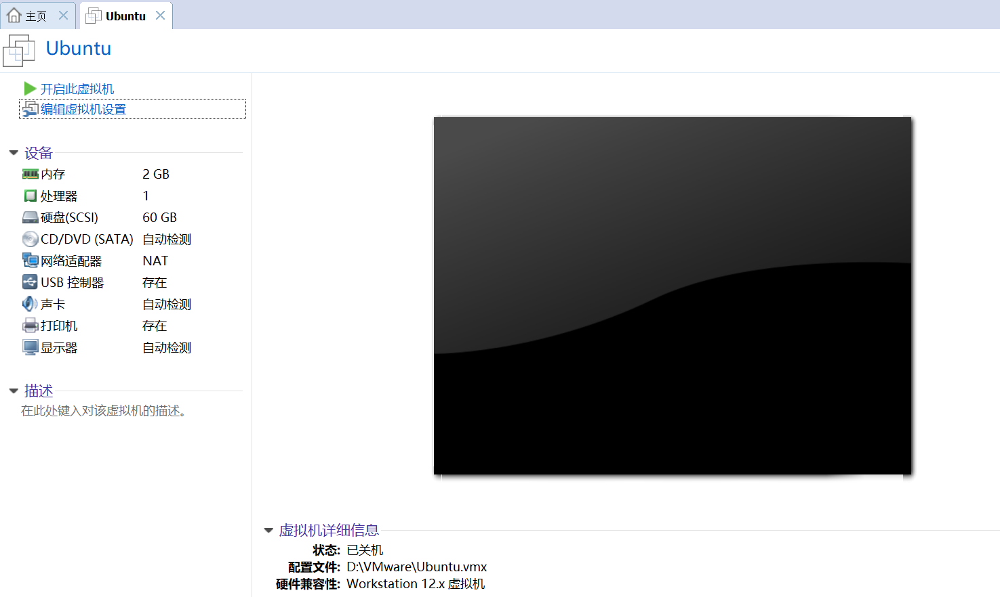 主页
Ubuntu
Ubuntu
开启此虚拟机
编辑虚拟机设置
设备
内存 2 GB
处理器 1
硬盘(SCSI) 60 GB
CD/DVD (SATA) 自动检测
网络适配器 NAT
USB 控制器 存在
声卡 自动检测
打印机 存在
显示器 自动检测
描述
在此处键入对该虚拟机的描述。
虚拟机详细信息
状态: 已关机
配置文件: D:\VMware\Ubuntu.vmx
硬件兼容性: Workstation 12.x 虚拟机